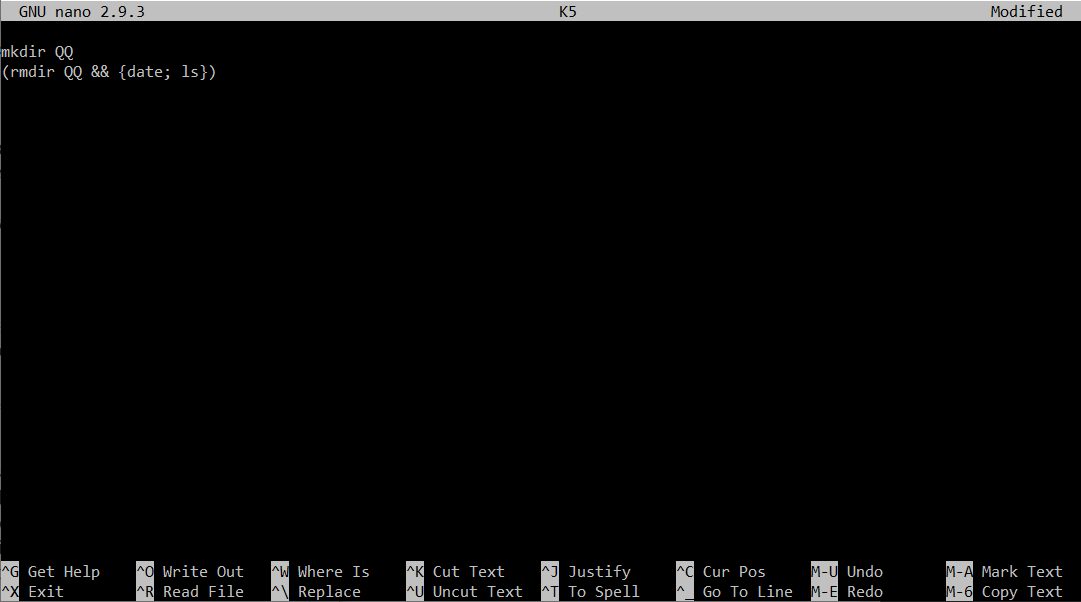 GNU nano 2.9.3 K5 Modified
mkdir QQ
(rmdir QQ && {date; ls})
^G Get Help ^O Write Out ^W Where Is ^K Cut Text ^J Justify ^C Cur Pos M-U Undo M-A Mark Text
^X Exit ^R Read File ^\ Replace ^U Uncut Text ^T To Spell ^_ Go To Line M-E Redo M-6 Copy Text